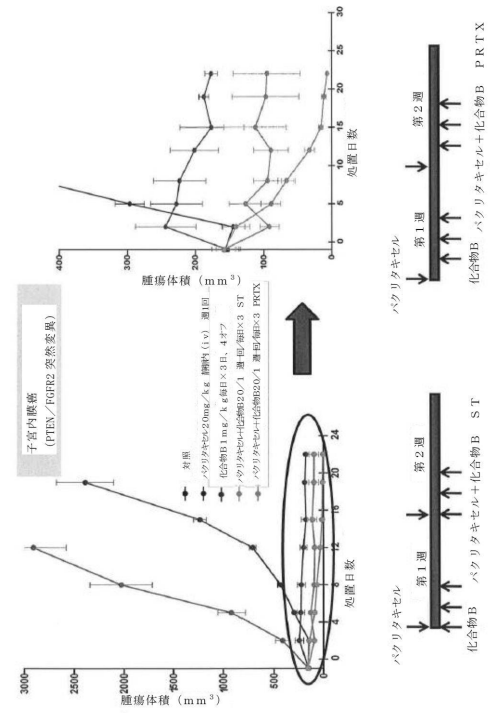 子宮内膜癌
(PTEN/FGFR2 突然変異)
腫瘍体積 (mm³)
3000
2500
2000
1500
1000
500
0
0
4
8
12
16
20
24
処置日数
対照
パクリタキセル20mg/kg 静脈内 (iv) 週1回
化合物B1mg/kg毎日×3日、4オフ
パクリタキセル+化合物B20/1 週一回/毎日×3 ST
パクリタキセル+化合物B20/1 週一回/毎日×3 PRTX
腫瘍体積 (mm³)
400
300
200
100
0
0
5
10
15
20
25
30
処置日数
パクリタキセル
第1週
第2週
化合物B
パクリタキセル+化合物B ST
パクリタキセル
第1週
第2週
化合物B
パクリタキセル+化合物B PRTX